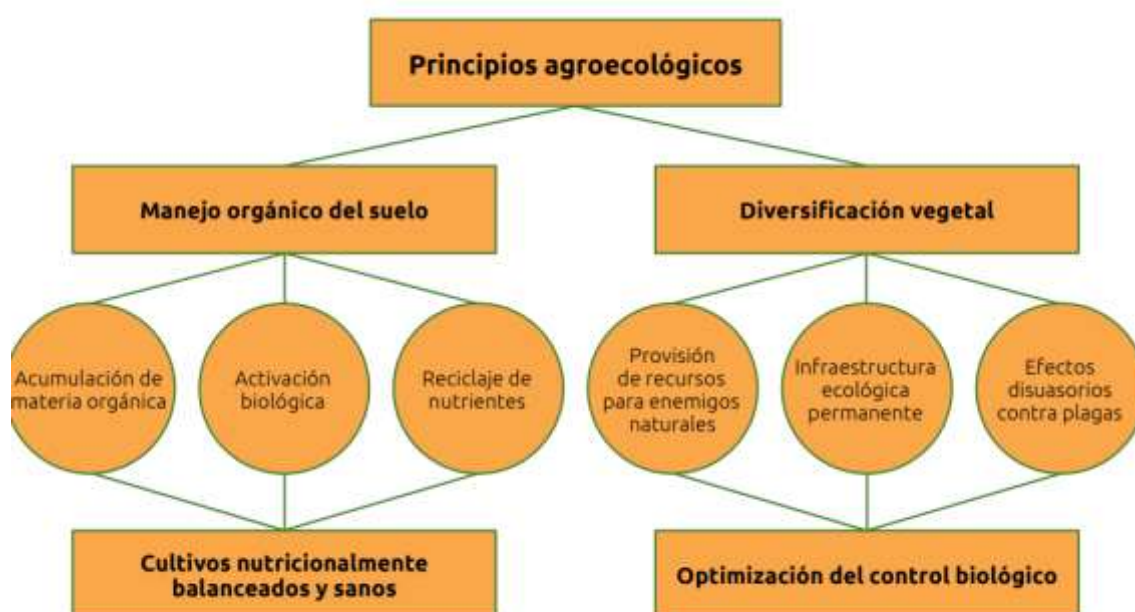 Principios agroecológicos
Manejo orgánico del suelo
Diversificación vegetal
Acumulación de
materia orgánica
Activación
biológica
Reciclaje de
nutrientes
Provisión
de recursos
para enemigos
naturales
Infraestructura
ecológica
permanente
Efectos
disuasorios
contra plagas
Cultivos nutricionalmente
balanceados y sanos
Optimización del control biológico